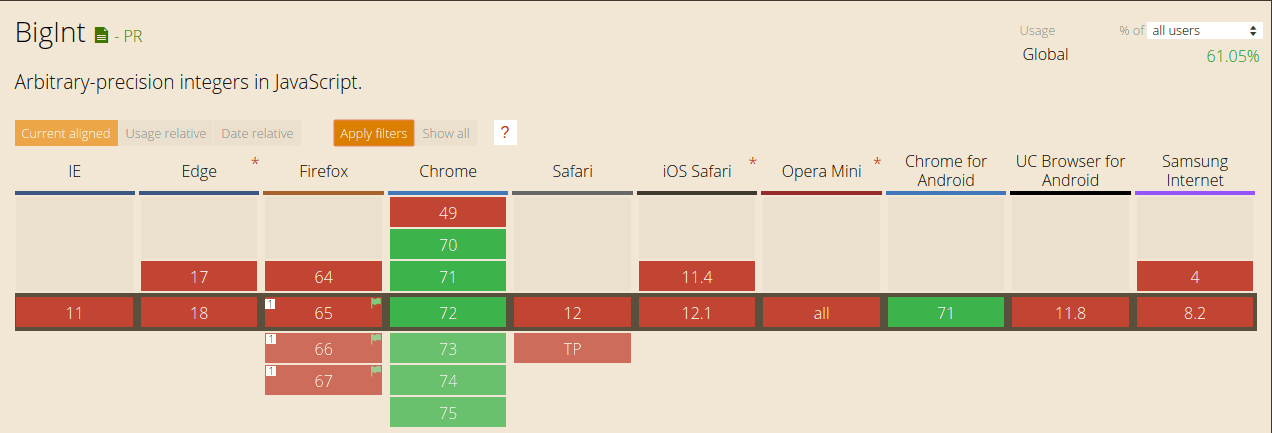 BigInt - PR
Usage % of all users
Global 61.05%
Arbitrary-precision integers in JavaScript.
Current aligned Usage relative Date relative Apply filters Show all ?
IE Edge * Firefox Chrome Safari iOS Safari * Opera Mini * Chrome for Android UC Browser for Android Samsung Internet
49
70
17 64 71 11.4 4
11 18 1 65 72 12 12.1 all 71 11.8 8.2
1 66 73 TP
1 67 74
75